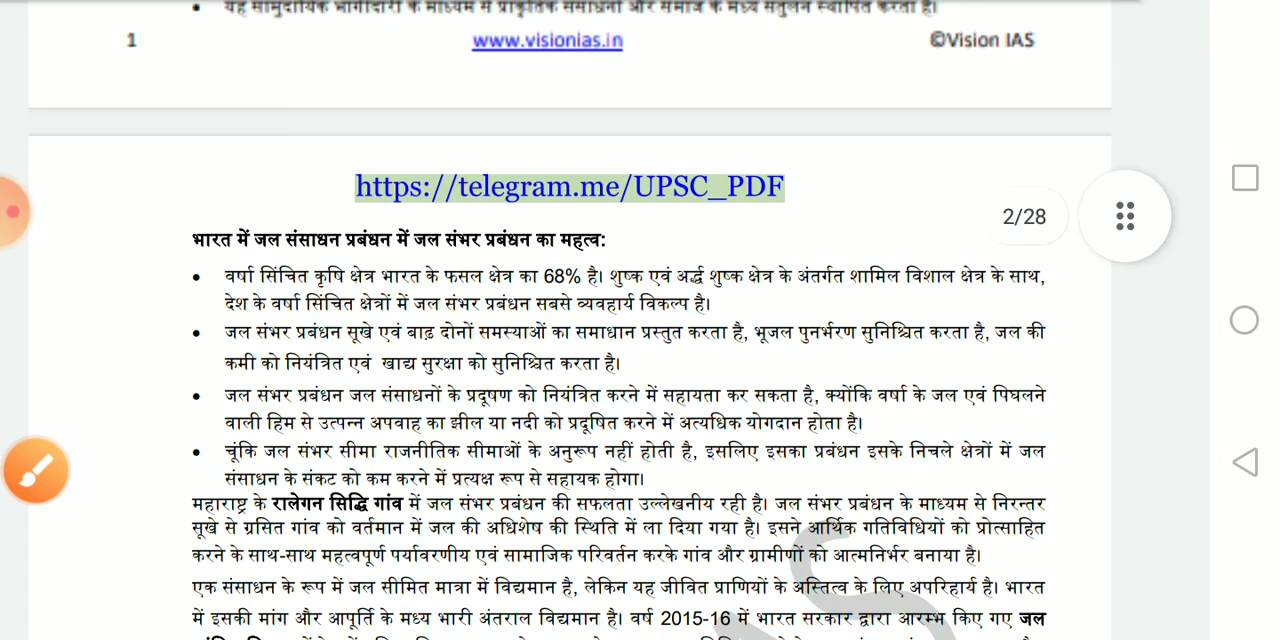 यह सामुदायिक भागीदारी के माध्यम से प्राकृतिक संसाधनों और समाज के मध्य संतुलन स्थापित करता है।
1 www.visionias.in ©Vision IAS
https://telegram.me/UPSC_PDF
2/28
भारत में जल संसाधन प्रबंधन में जल संभर प्रबंधन का महत्व:
• वर्षा सिंचित कृषि क्षेत्र भारत के फसल क्षेत्र का 68% है। शुष्क एवं अर्द्ध शुष्क क्षेत्र के अंतर्गत शामिल विशाल क्षेत्र के साथ,
देश के वर्षा सिंचित क्षेत्रों में जल संभर प्रबंधन सबसे व्यवहार्य विकल्प है।
• जल संभर प्रबंधन सूखे एवं बाढ़ दोनों समस्याओं का समाधान प्रस्तुत करता है, भूजल पुनर्भरण सुनिश्चित करता है, जल की
कमी को नियंत्रित एवं खाद्य सुरक्षा को सुनिश्चित करता है।
• जल संभर प्रबंधन जल संसाधनों के प्रदूषण को नियंत्रित करने में सहायता कर सकता है, क्योंकि वर्षा के जल एवं पिघलने
वाली हिम से उत्पन्न अपवाह का झील या नदी को प्रदूषित करने में अत्यधिक योगदान होता है।
• चूंकि जल संभर सीमा राजनीतिक सीमाओं के अनुरूप नहीं होती है, इसलिए इसका प्रबंधन इसके निचले क्षेत्रों में जल
संसाधन के संकट को कम करने में प्रत्यक्ष रूप से सहायक होगा।
महाराष्ट्र के रालेगन सिद्धि गांव में जल संभर प्रबंधन की सफलता उल्लेखनीय रही है। जल संभर प्रबंधन के माध्यम से निरन्तर
सूखे से ग्रसित गांव को वर्तमान में जल की अधिशेष की स्थिति में ला दिया गया है। इसने आर्थिक गतिविधियों को प्रोत्साहित
करने के साथ-साथ महत्वपूर्ण पर्यावरणीय एवं सामाजिक परिवर्तन करके गांव और ग्रामीणों को आत्मनिर्भर बनाया है।
एक संसाधन के रूप में जल सीमित मात्रा में विद्यमान है, लेकिन यह जीवित प्राणियों के अस्तित्व के लिए अपरिहार्य है। भारत
में इसकी मांग और आपूर्ति के मध्य भारी अंतराल विद्यमान है। वर्ष 2015-16 में भारत सरकार द्वारा आरम्भ किए गए जल